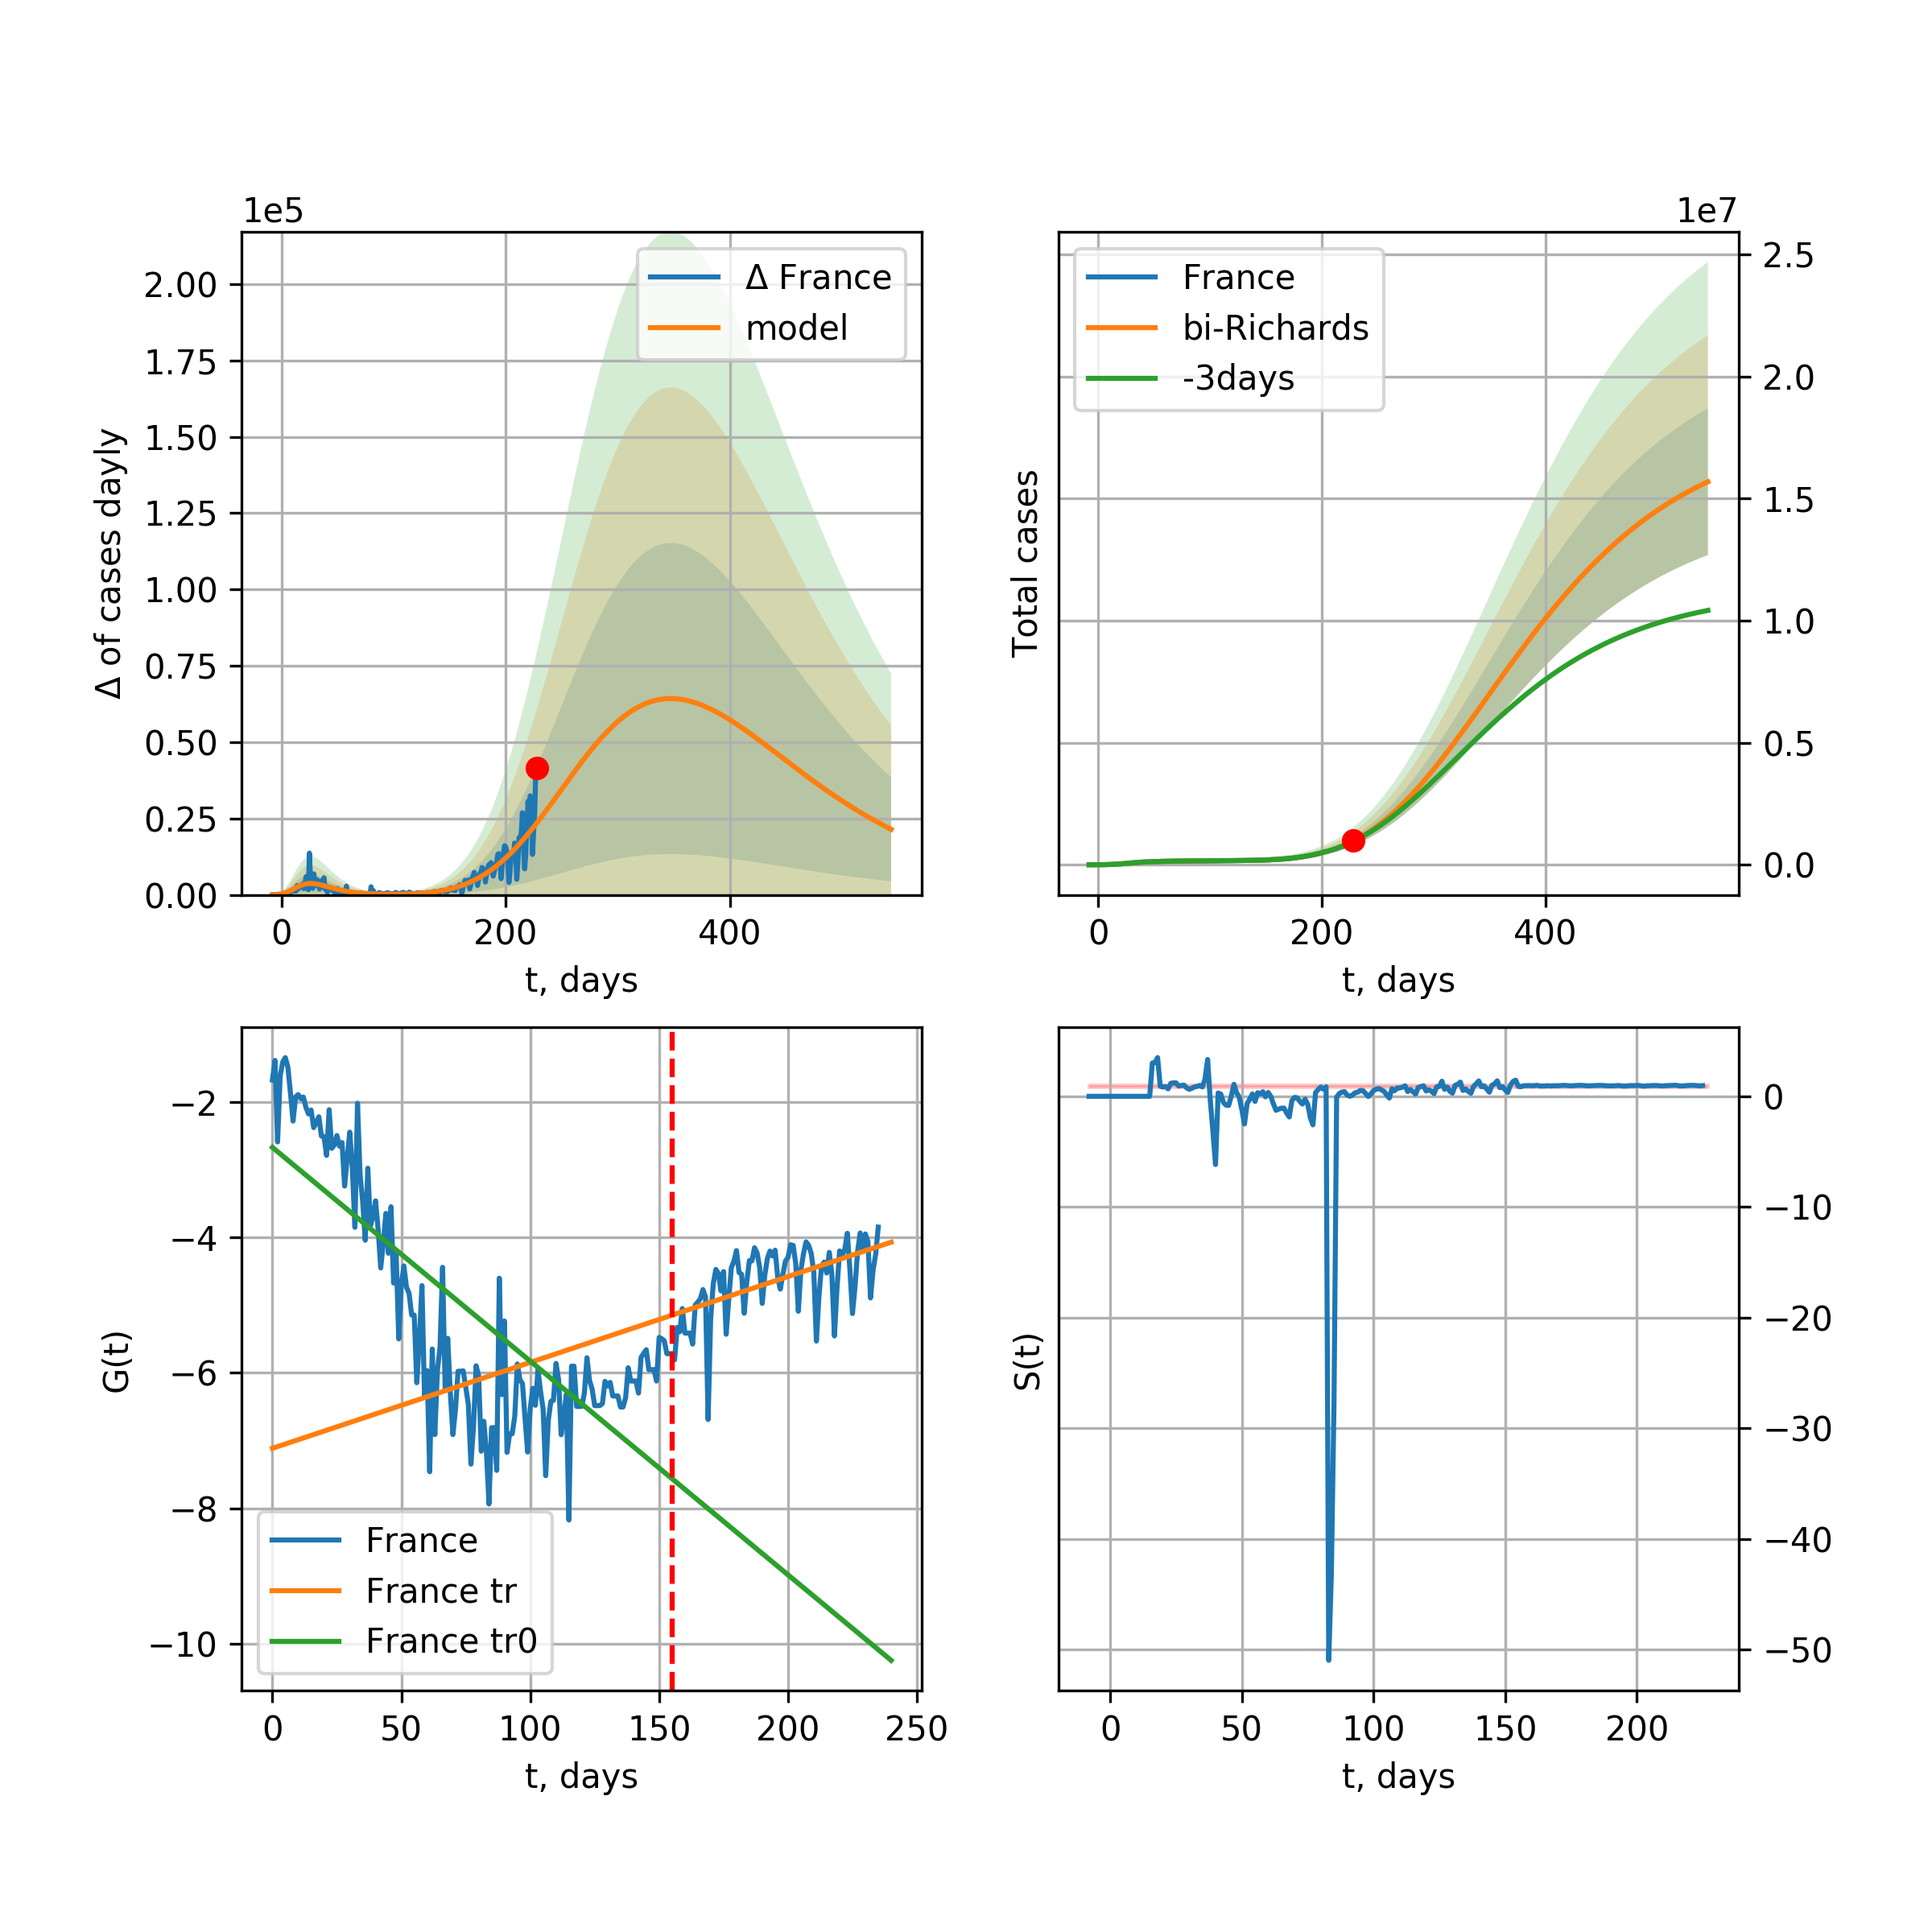 1e5
Δ of cases dayly
2.00
1.75
1.50
1.25
1.00
0.75
0.50
0.25
0.00
0 200 400
t, days
Δ France
model
1e7
Total cases
2.5
2.0
1.5
1.0
0.5
0.0
0 200 400
t, days
France
bi-Richards
-3days
G(t)
−2
−4
−6
−8
−10
0 50 100 150 200 250
t, days
France
France tr
France tr0
S(t)
0
−10
−20
−30
−40
−50
0 50 100 150 200
t, days